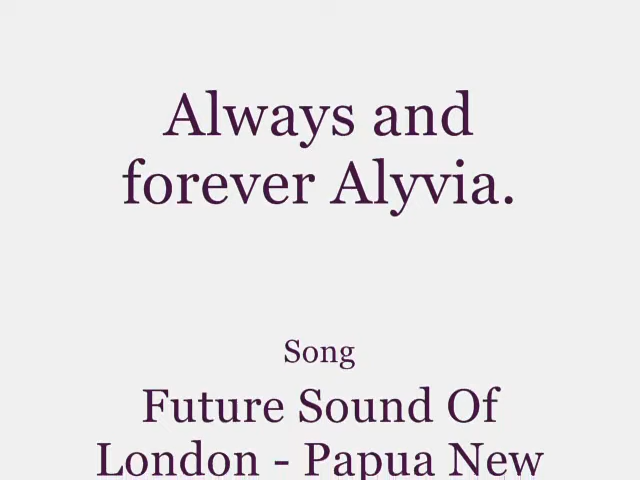 Always and
forever Alyvia.
Song
Future Sound Of
London - Papua New